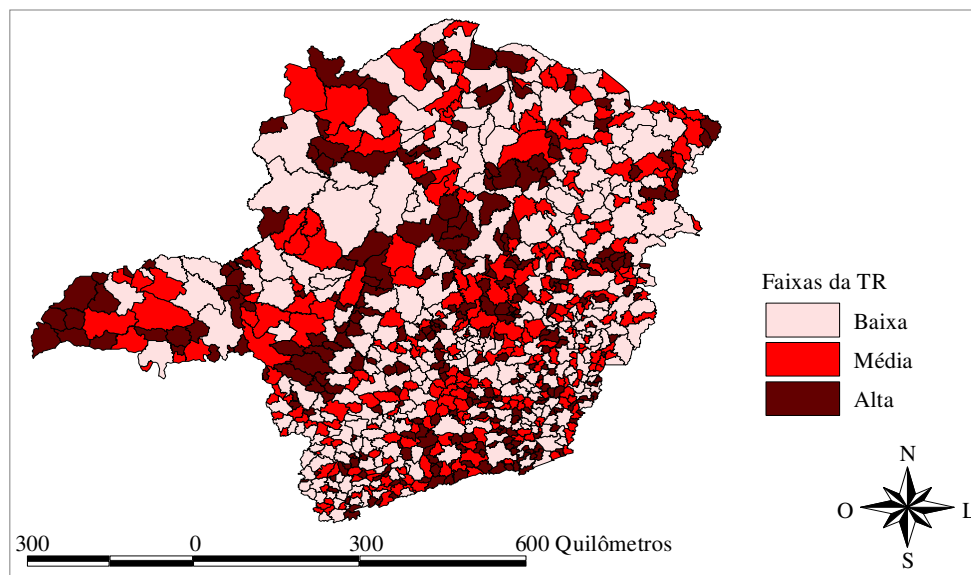 Faixas da TR
Baixa
Média
Alta
N
O L
S
300 0 300 600 Quilômetros